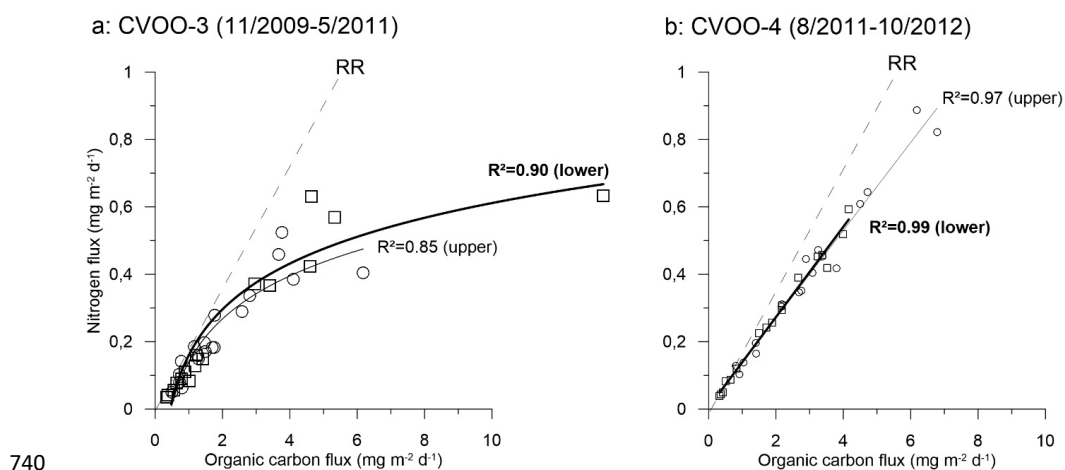 a: CVOO-3 (11/2009-5/2011)
RR
1
0,8
0,6
0,4
0,2
0
Nitrogen flux (mg m⁻² d⁻¹)
R²=0.90 (lower)
R²=0.85 (upper)
0 2 4 6 8 10
Organic carbon flux (mg m⁻² d⁻¹)
b: CVOO-4 (8/2011-10/2012)
RR
R²=0.97 (upper)
1
0,8
0,6
0,4
0,2
0
R²=0.99 (lower)
0 2 4 6 8 10
Organic carbon flux (mg m⁻² d⁻¹)
740